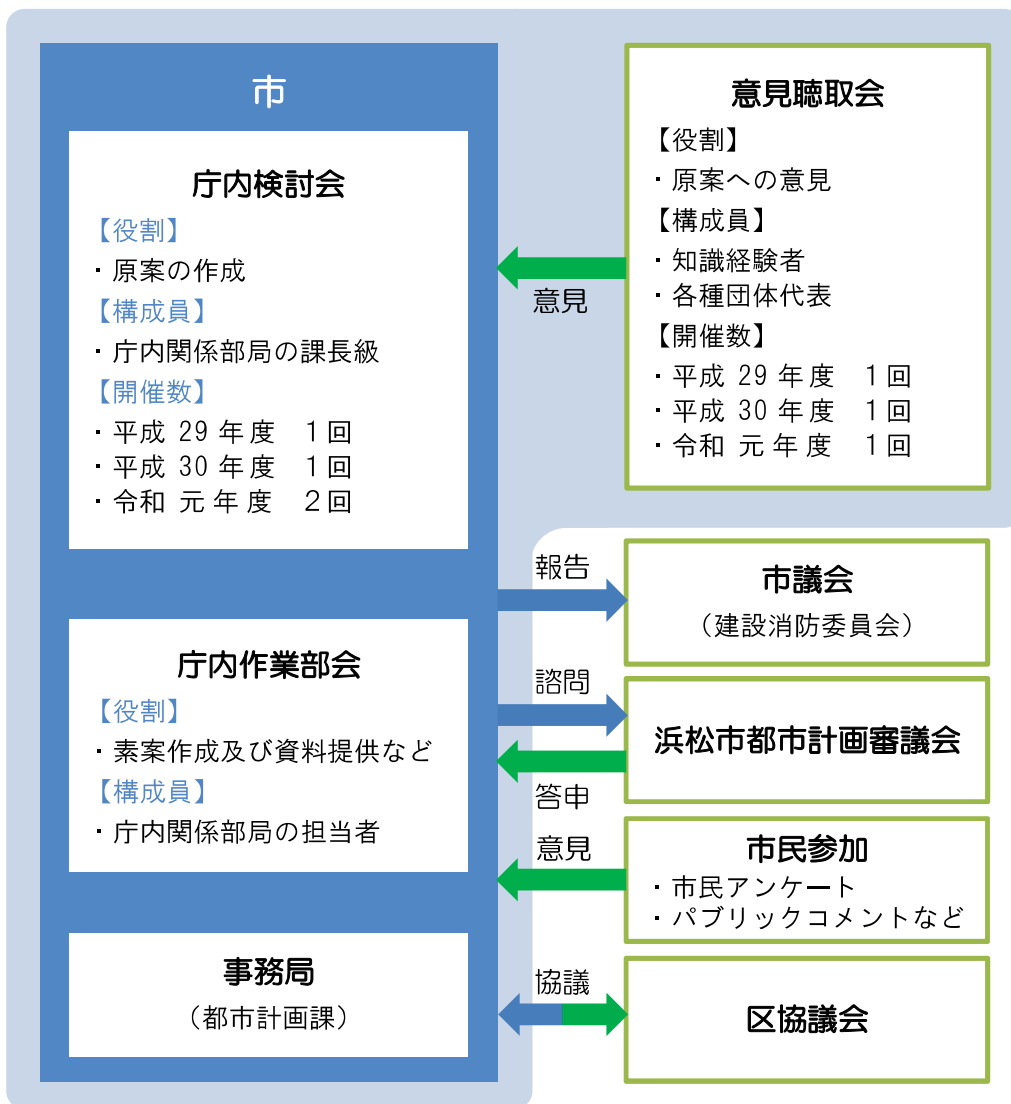 市
庁内検討会
【役割】
・原案の作成
【構成員】
・庁内関係部局の課長級
【開催数】
・平成 29 年度　1回
・平成 30 年度　1回
・令和 元年度　2回
庁内作業部会
【役割】
・素案作成及び資料提供など
【構成員】
・庁内関係部局の担当者
事務局
（都市計画課）
意見聴取会
【役割】
・原案への意見
【構成員】
・知識経験者
・各種団体代表
【開催数】
・平成 29 年度　1回
・平成 30 年度　1回
・令和 元年度　1回
意見
報告
市議会
（建設消防委員会）
諮問
浜松市都市計画審議会
答申
意見
市民参加
・市民アンケート
・パブリックコメントなど
協議
区協議会